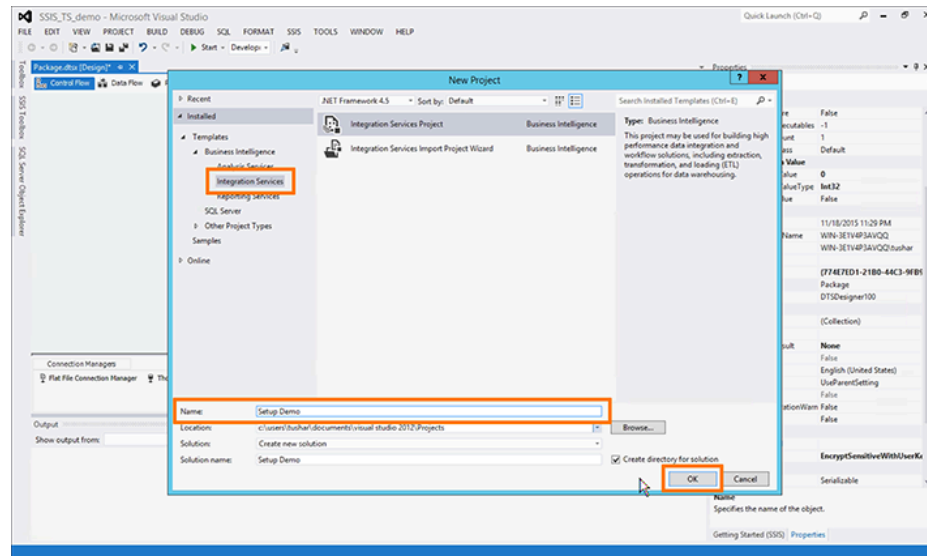 SSIS_TS_demo - Microsoft Visual Studio
Quick Launch (Ctrl+Q)
FILE EDIT VIEW PROJECT BUILD DEBUG SQL FORMAT SSIS TOOLS WINDOW HELP
Start Develop
Package.dtsx [Design]*
Properties
Control Flow Data Flow
Toolbox
SSIS Toolbox
SQL Server Object Explorer
New Project
Recent
Installed
Templates
Business Intelligence
Analysis Services
Integration Services
Reporting Services
SQL Server
Other Project Types
Samples
Online
.NET Framework 4.5 Sort by: Default
Integration Services Project Business Intelligence
Integration Services Import Project Wizard Business Intelligence
Search Installed Templates (Ctrl+E)
Type: Business Intelligence
This project may be used for building high
performance data integration and
workflow solutions, including extraction,
transformation, and loading (ETL)
operations for data warehousing.
Name: Setup Demo
Location: c:\users\tushar\documents\visual studio 2012\Projects
Browse...
Solution: Create new solution
Solution name: Setup Demo
Create directory for solution
OK Cancel
False
-1
1
Default
Value
0
Int32
False
11/18/2015 11:29 PM
Name WIN-3E1V4P3AVQQ
WIN-3E1V4P3AVQQ\tushar
Package
DTSDesigner100
(Collection)
None
False
English (United States)
UseParentSetting
False
False
False
Serializable
Connection Managers
Flat File Connection Manager
Output
Show output from:
Name
Specifies the name of the object.
Getting Started (SSIS) Properties